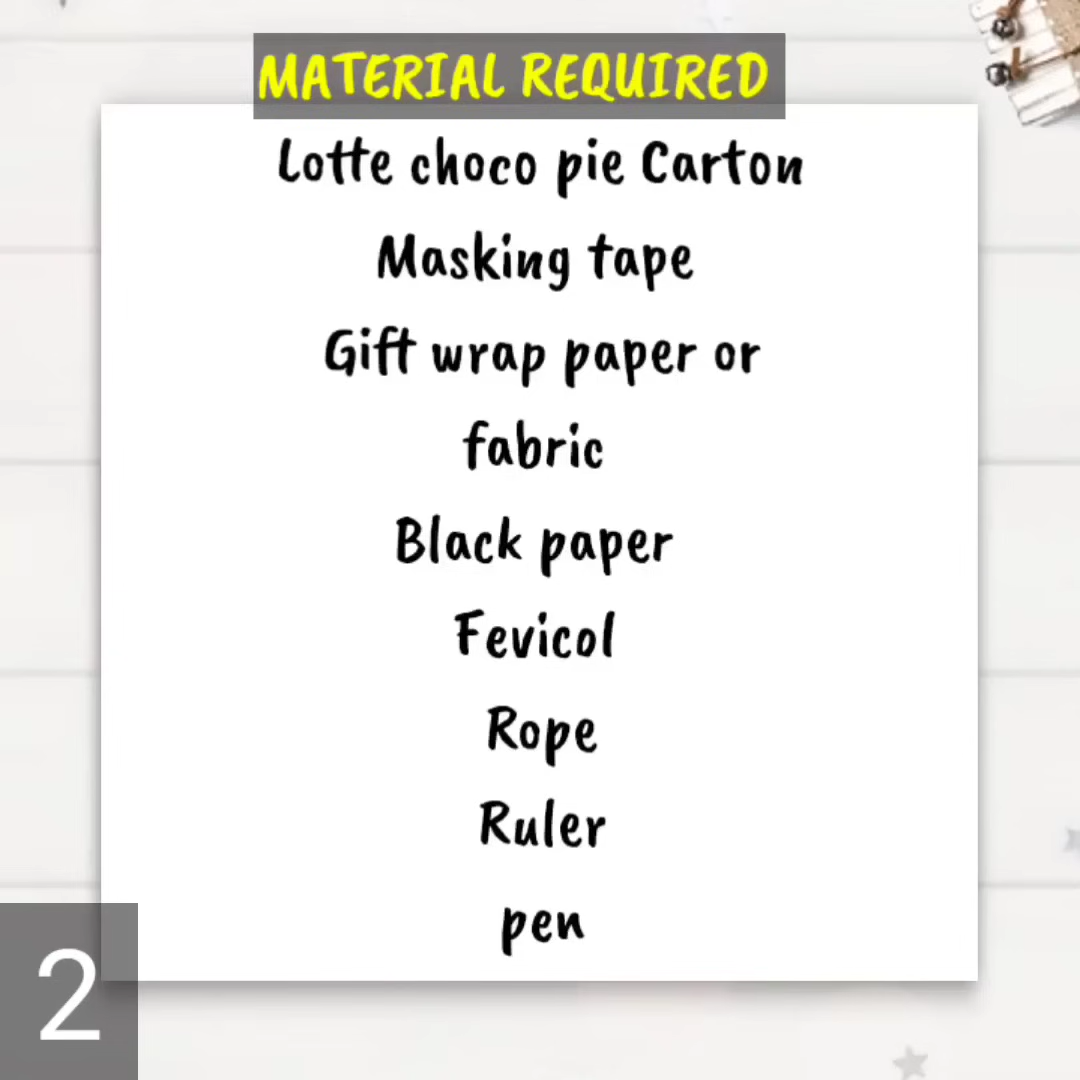 MATERIAL REQUIRED
Lotte choco pie Carton
Masking tape
Gift wrap paper or
fabric
Black paper
Fevicol
Rope
Ruler
pen
2